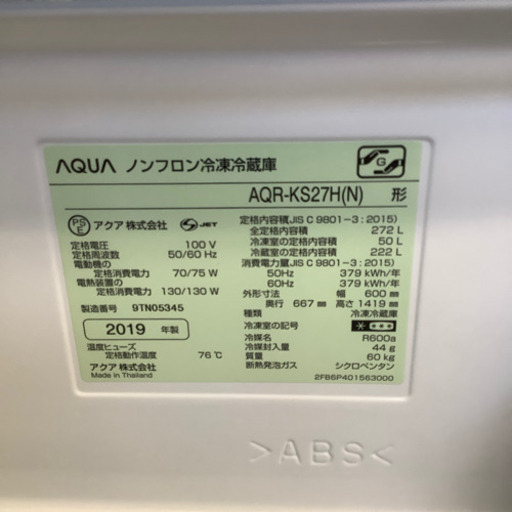 AQUA ノンフロン冷凍冷蔵庫
G
AQR-KS27H(N) 形
PSE アクア株式会社 JET
定格電圧 100 V
定格周波数 50/60 Hz
電動機の
定格消費電力 70/75 W
電熱装置の
定格消費電力 130/130 W
製造番号 9TN05345
2019 年製
温度ヒューズ
定格動作温度 76℃
アクア株式会社
Made in Thailand
定格内容積(JIS C 9801-3:2015)
全定格内容積 272 L
冷凍室の定格内容積 50 L
冷蔵室の定格内容積 222 L
消費電力量(JIS C 9801-3:2015)
50Hz 379 kWh/年
60Hz 379 kWh/年
外形寸法 幅 600 mm
奥行 667 mm 高さ 1419 mm
種類 冷凍冷蔵庫
冷凍室の記号
冷媒名 R600a
冷媒封入量 44 g
質量 60 kg
断熱発泡ガス シクロペンタン
2FB6P401563000
>ABS<